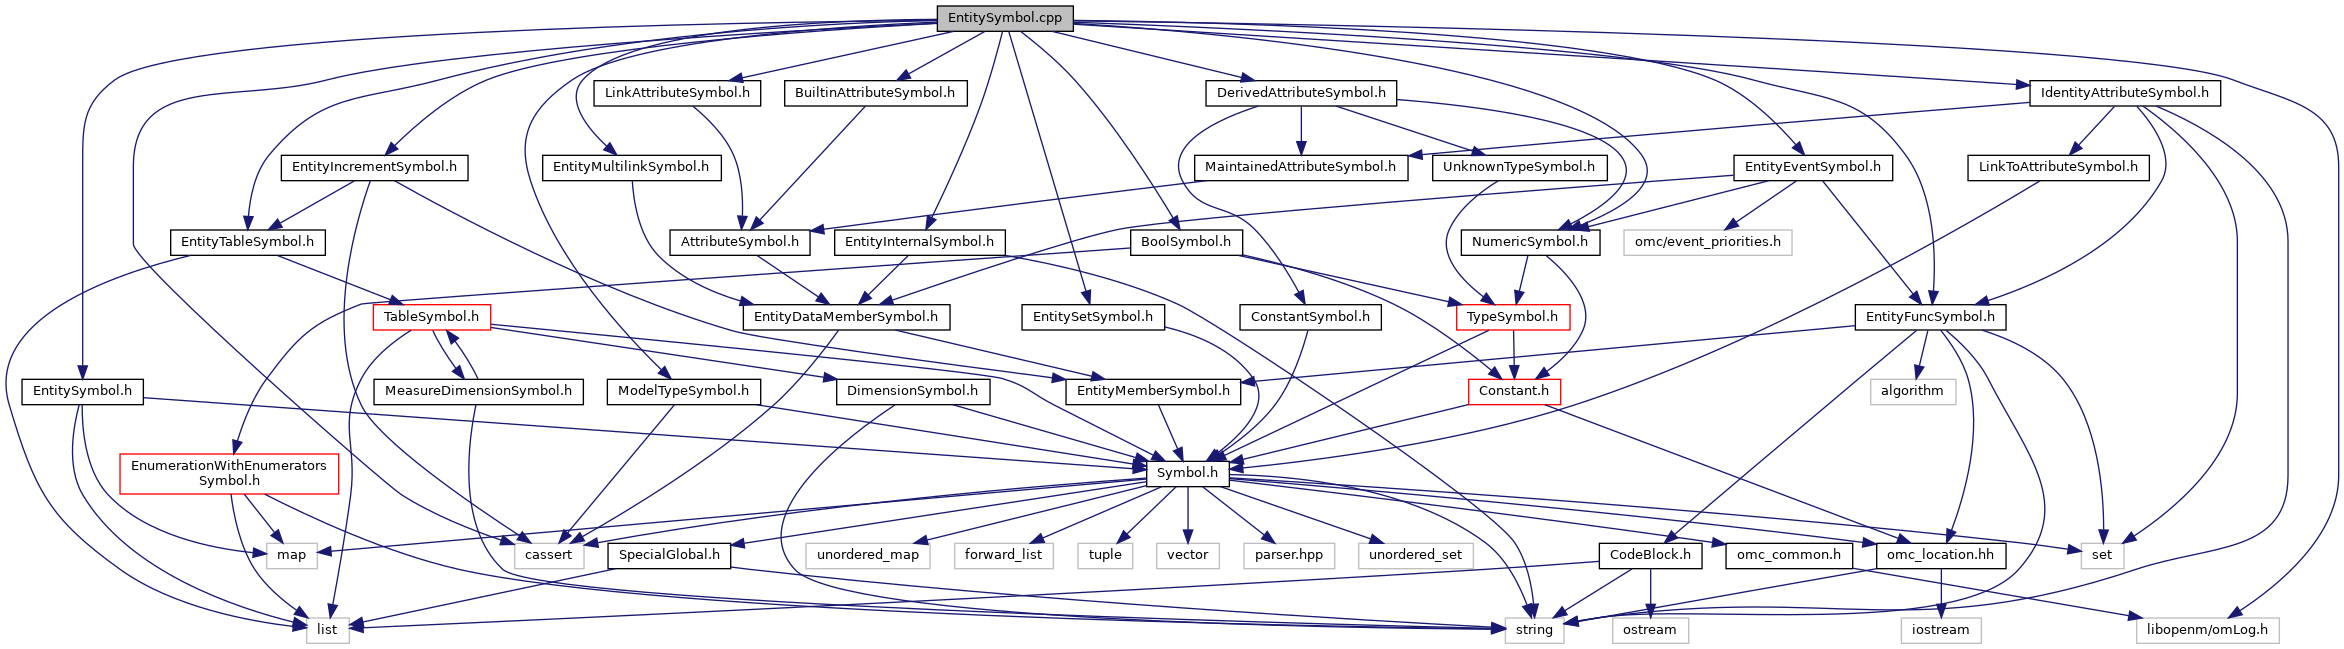 EntitySymbol.cpp
LinkAttributeSymbol.h
BuiltinAttributeSymbol.h
DerivedAttributeSymbol.h
IdentityAttributeSymbol.h
EntityIncrementSymbol.h
EntityMultilinkSymbol.h
MaintainedAttributeSymbol.h
UnknownTypeSymbol.h
EntityEventSymbol.h
LinkToAttributeSymbol.h
EntityTableSymbol.h
AttributeSymbol.h
EntityInternalSymbol.h
BoolSymbol.h
NumericSymbol.h
omc/event_priorities.h
TableSymbol.h
EntityDataMemberSymbol.h
EntitySetSymbol.h
ConstantSymbol.h
TypeSymbol.h
EntityFuncSymbol.h
EntitySymbol.h
MeasureDimensionSymbol.h
ModelTypeSymbol.h
DimensionSymbol.h
EntityMemberSymbol.h
Constant.h
algorithm
EnumerationWithEnumerators
Symbol.h
Symbol.h
map
cassert
SpecialGlobal.h
unordered_map
forward_list
tuple
vector
parser.hpp
unordered_set
CodeBlock.h
omc_common.h
omc_location.hh
set
list
string
ostream
iostream
libopenm/omLog.h